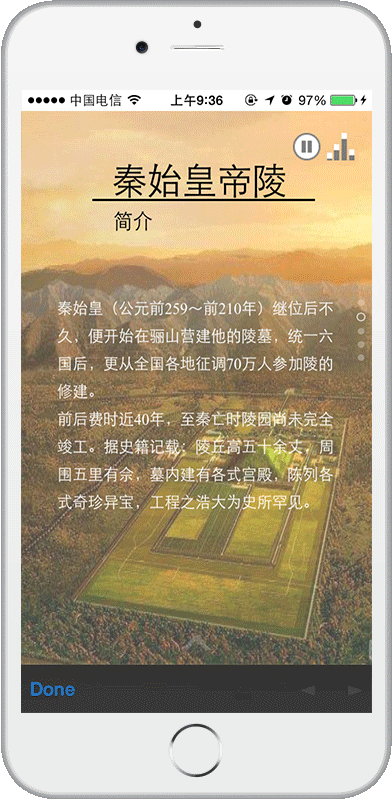 中国电信 上午9:36 97%
秦始皇帝陵
简介
秦始皇（公元前259～前210年）继位后不
久，便开始在骊山营建他的陵墓，统一六
国后，更从全国各地征调70万人参加陵的
修建。
前后费时近40年，至秦亡时陵园尚未完全
竣工。据史籍记载：陵丘高五十余丈，周
围五里有余，墓内建有各式宫殿，陈列各
式奇珍异宝，工程之浩大为史所罕见。
Done